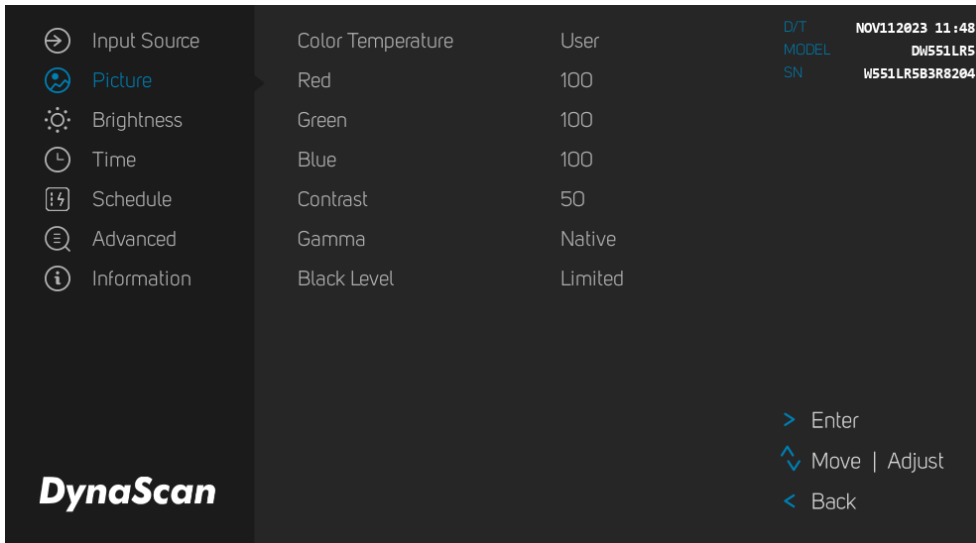 Input Source
Picture
Brightness
Time
Schedule
Advanced
Information
DynaScan
Color Temperature User
Red 100
Green 100
Blue 100
Contrast 50
Gamma Native
Black Level Limited
D/T NOV112023 11:48
MODEL DW551LR5
SN W551LR5B3R8204
> Enter
Move | Adjust
< Back